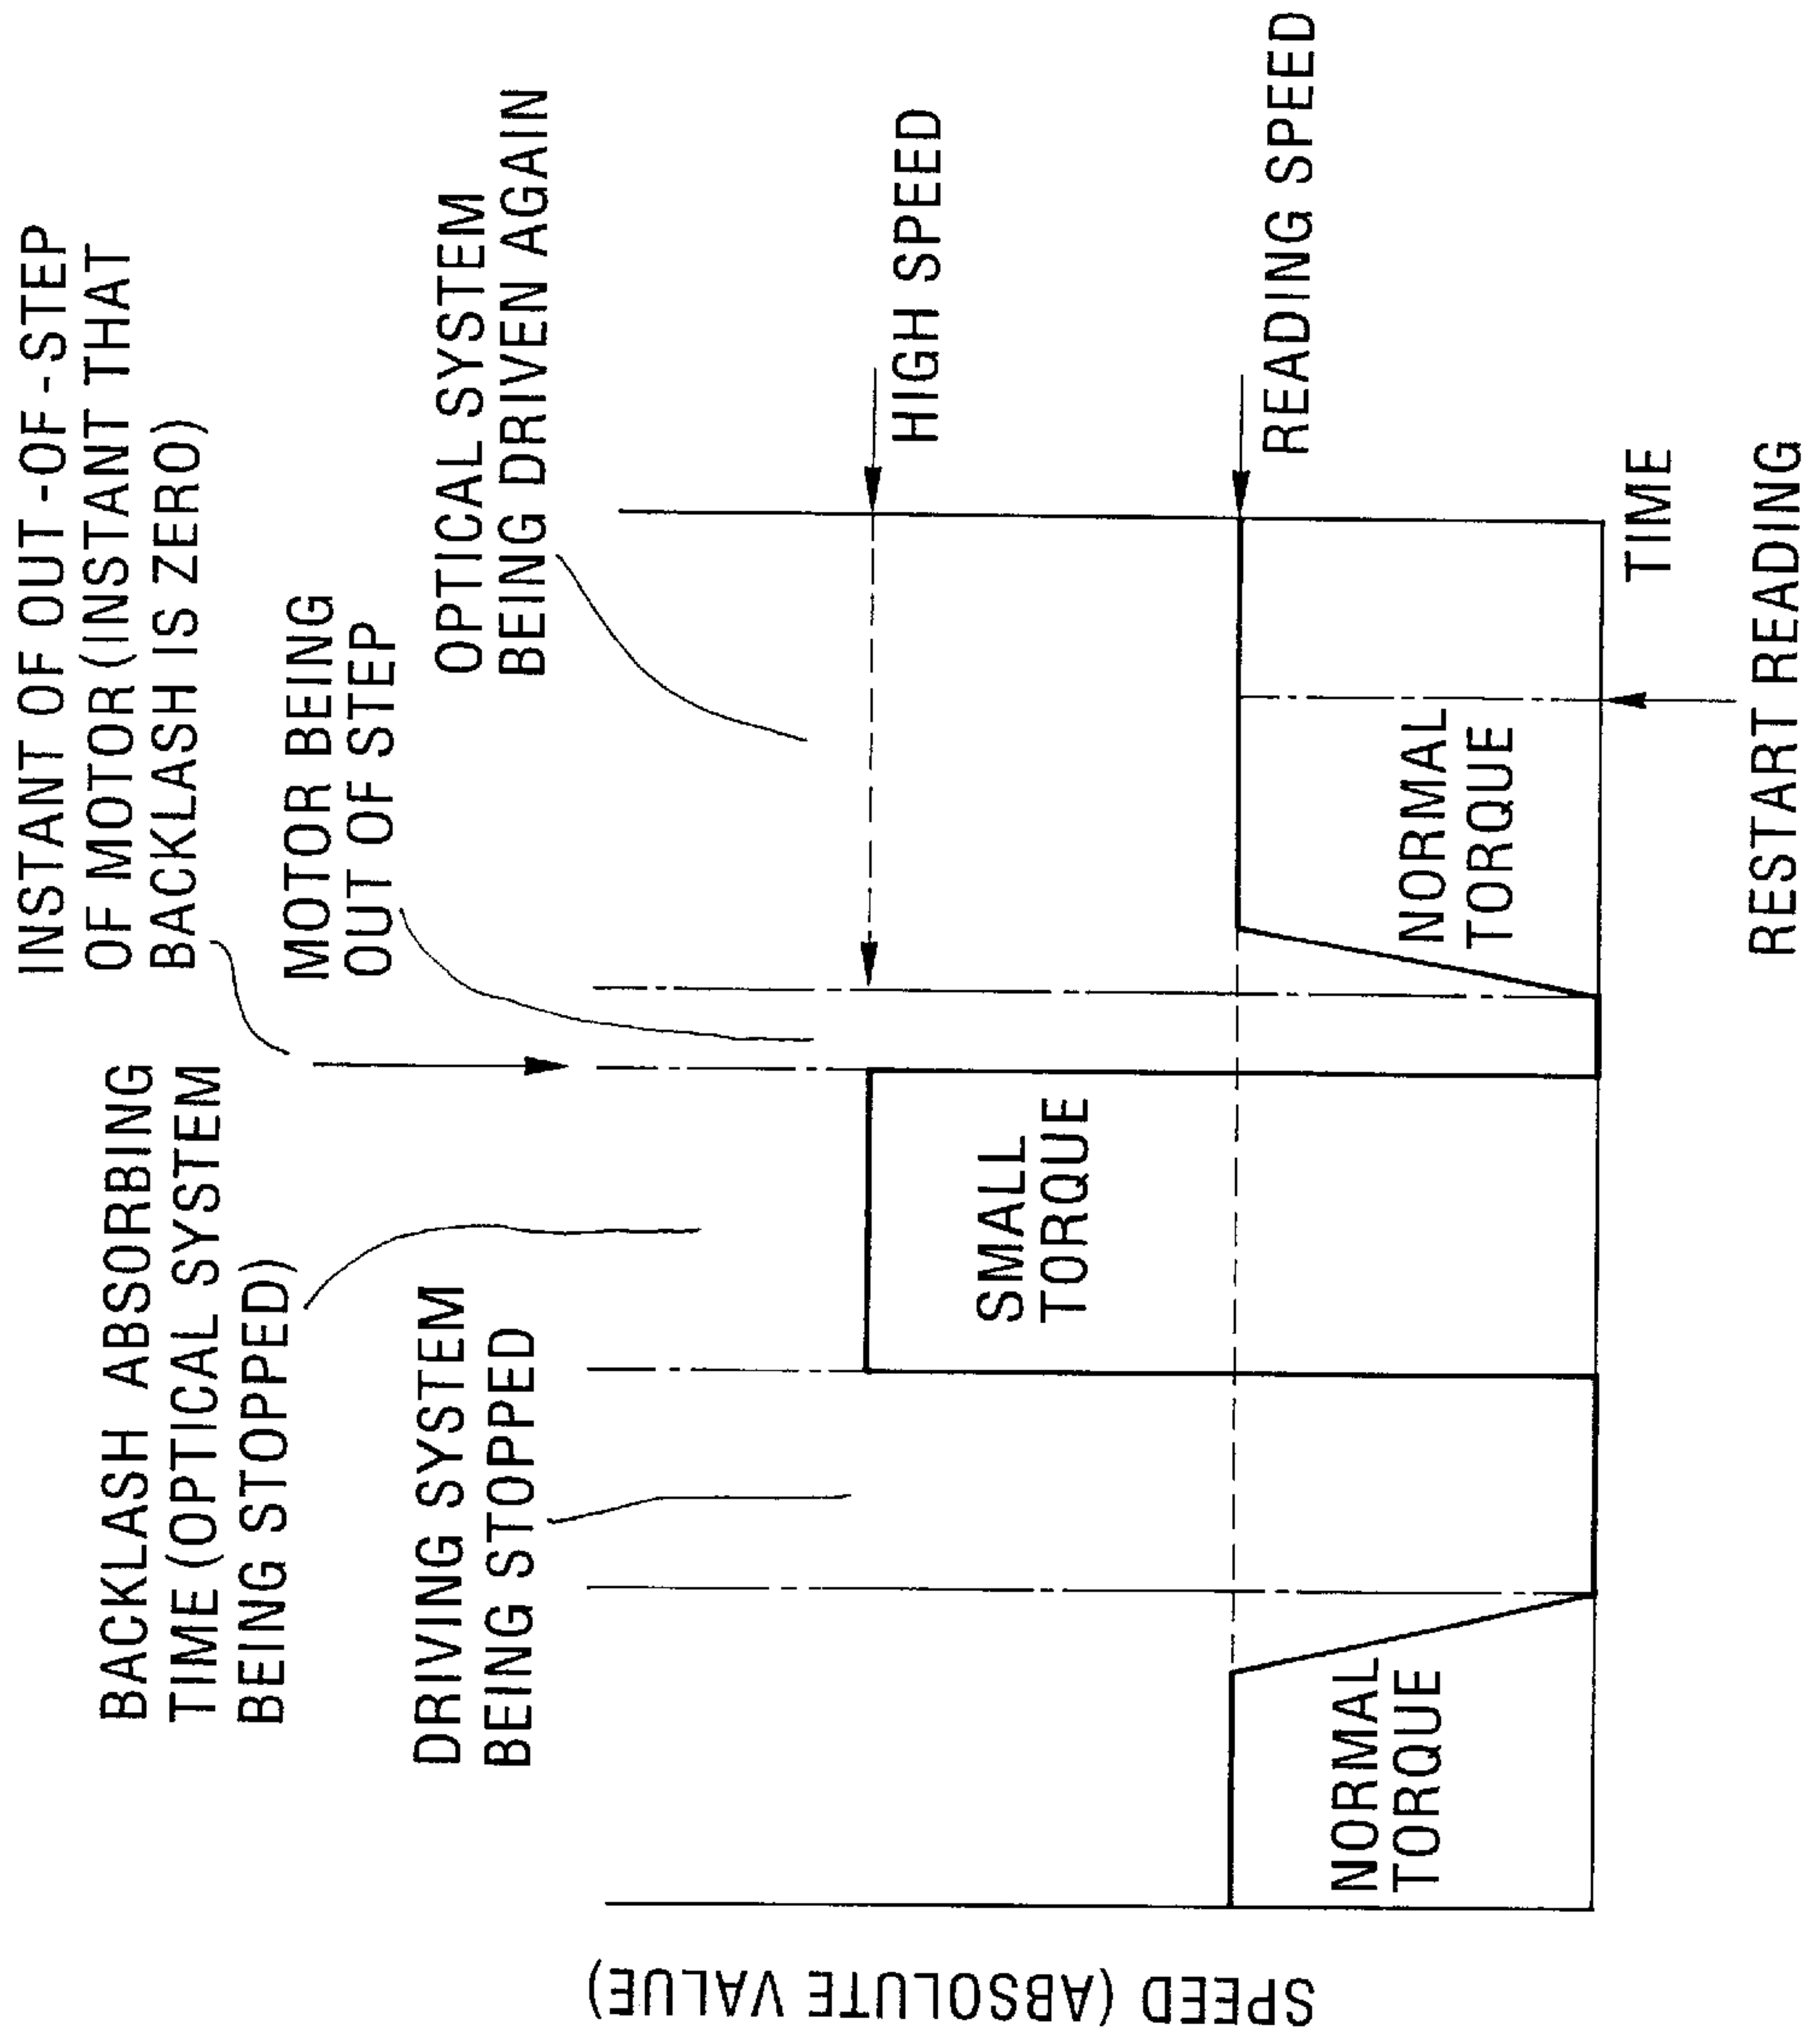 SPEED (ABSOLUTE VALUE)
BACKLASH ABSORBING
TIME (OPTICAL SYSTEM
BEING STOPPED)
DRIVING SYSTEM
BEING STOPPED
INSTANT OF OUT-OF-STEP
OF MOTOR (INSTANT THAT
BACKLASH IS ZERO)
MOTOR BEING
OUT OF STEP
OPTICAL SYSTEM
BEING DRIVEN AGAIN
HIGH SPEED
READING SPEED
NORMAL
TORQUE
SMALL
TORQUE
NORMAL
TORQUE
TIME
RESTART READING